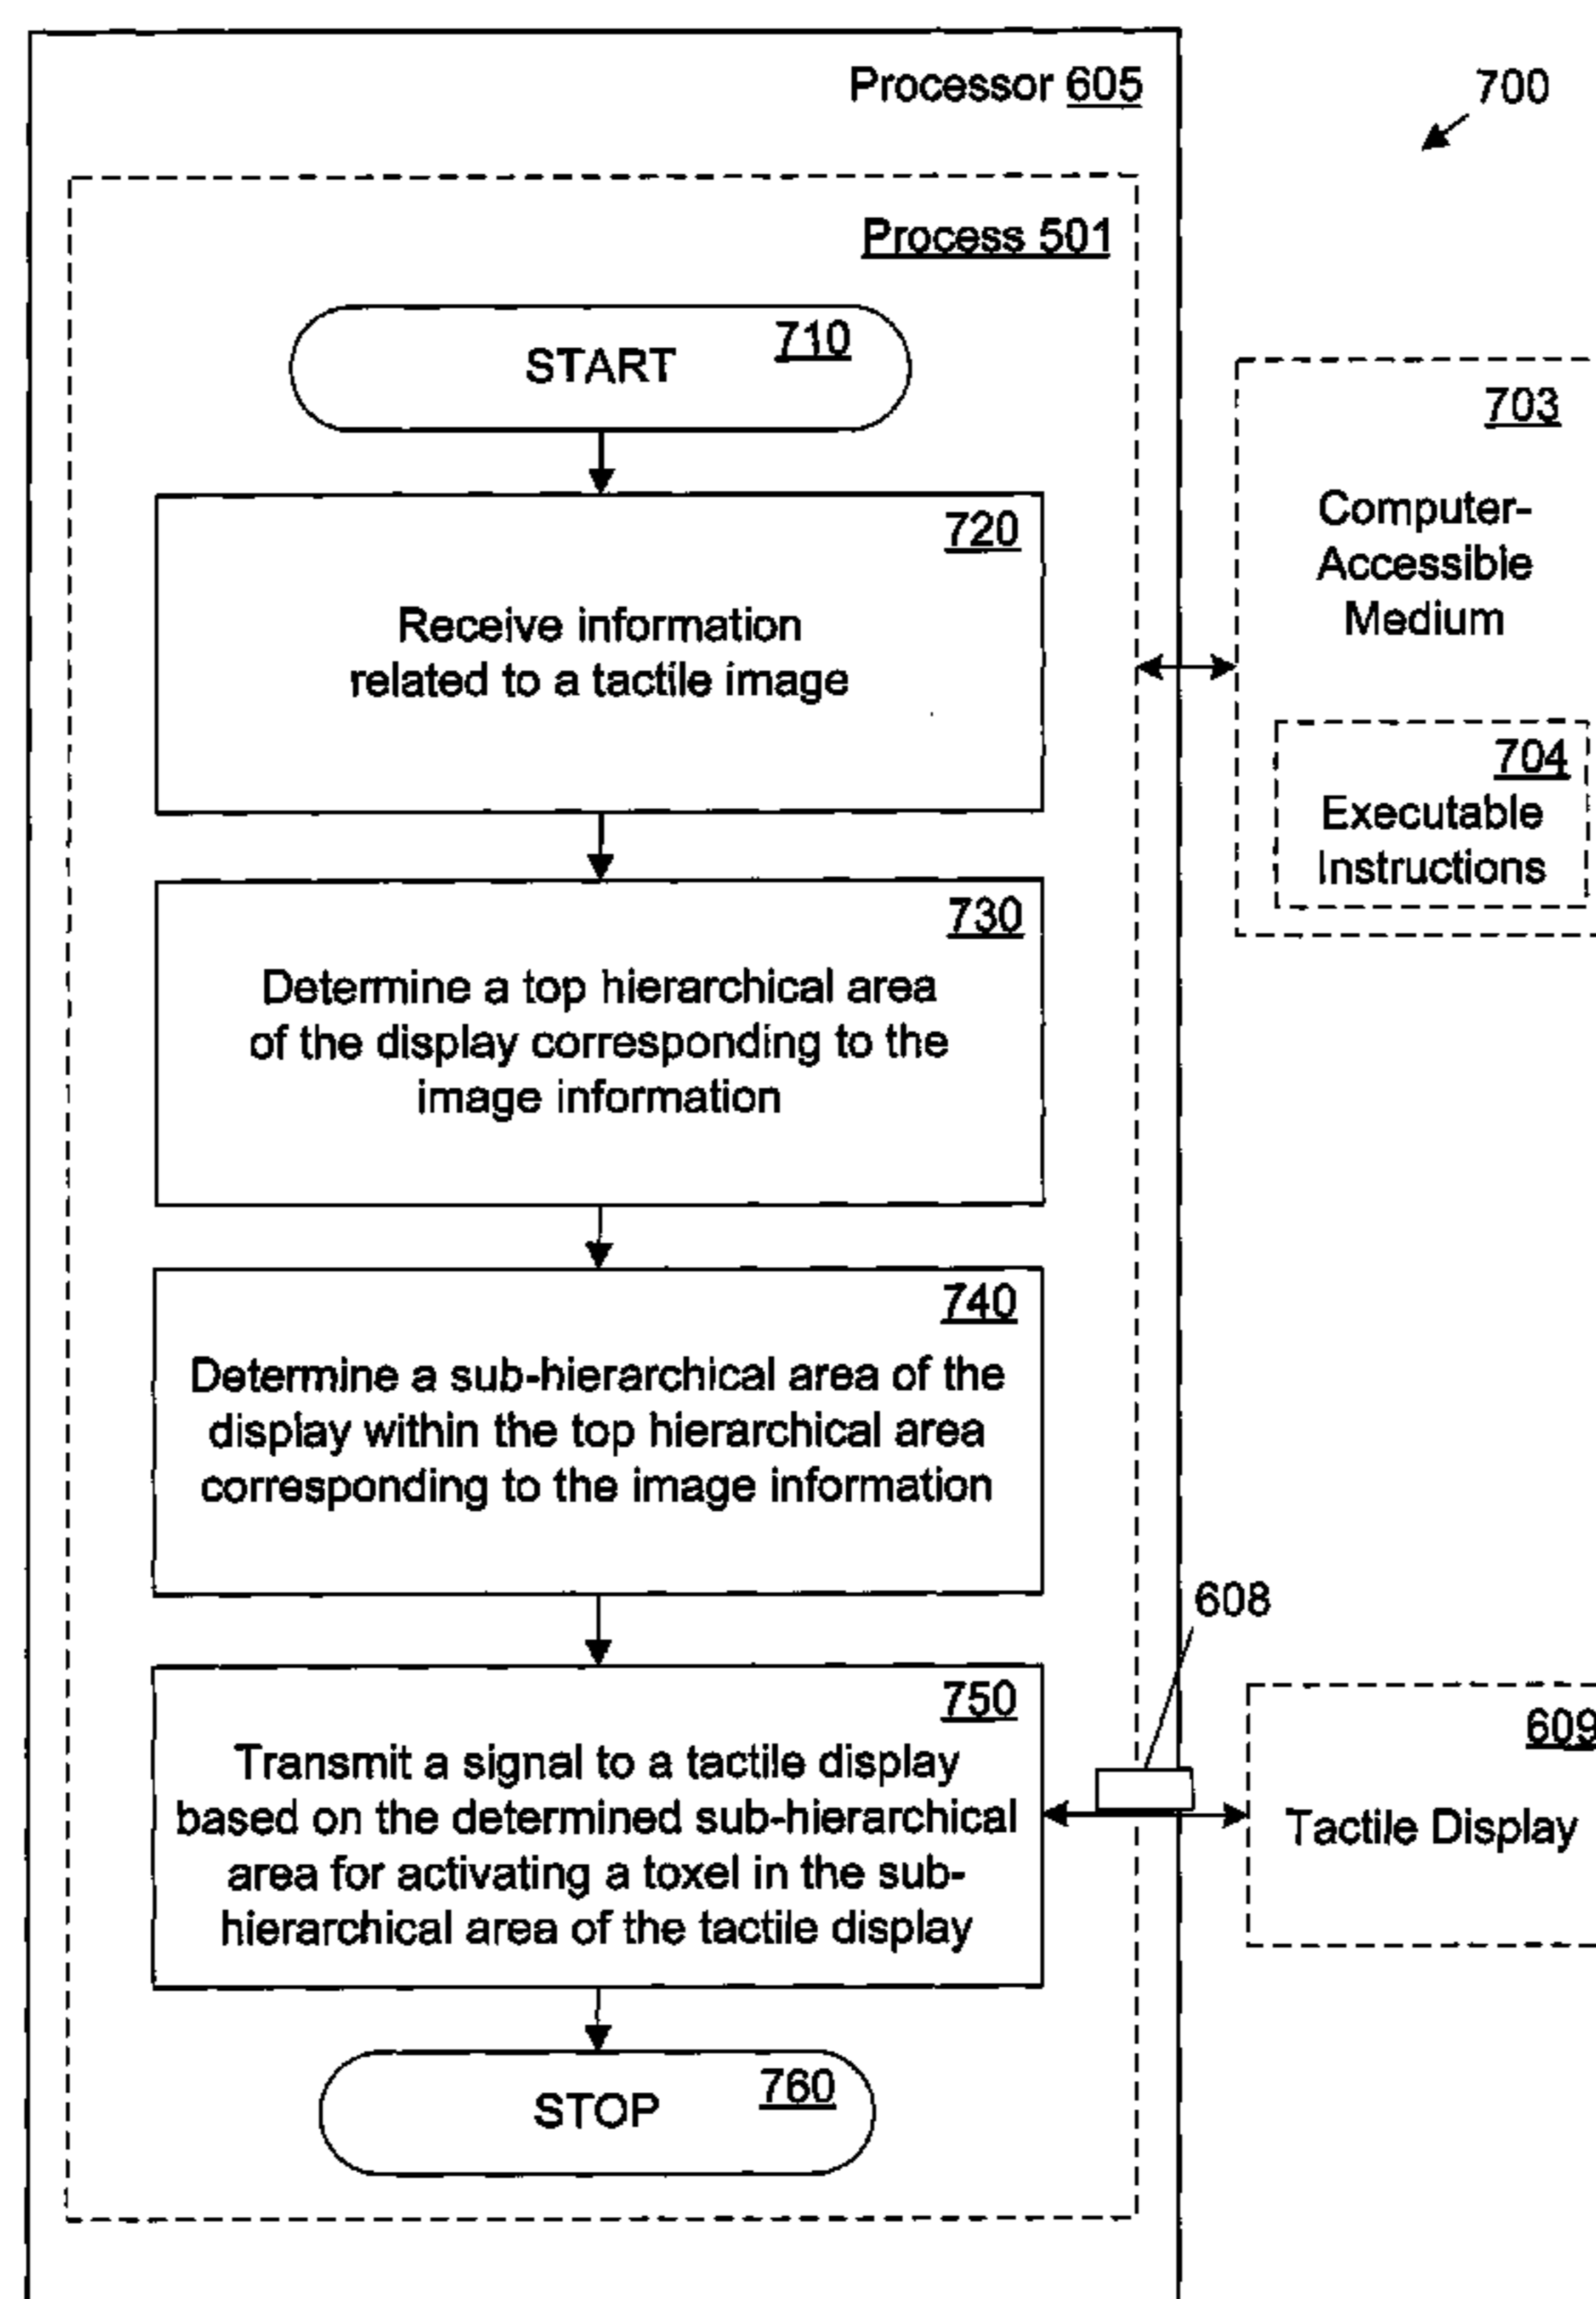 Processor 605
700
Process 501
710
START
720
Receive information
related to a tactile image
703
Computer-
Accessible
Medium
704
Executable
Instructions
730
Determine a top hierarchical area
of the display corresponding to the
image information
740
Determine a sub-hierarchical area of the
display within the top hierarchical area
corresponding to the image information
608
750
Transmit a signal to a tactile display
based on the determined sub-hierarchical
area for activating a toxel in the sub-
hierarchical area of the tactile display
609
Tactile Display
760
STOP